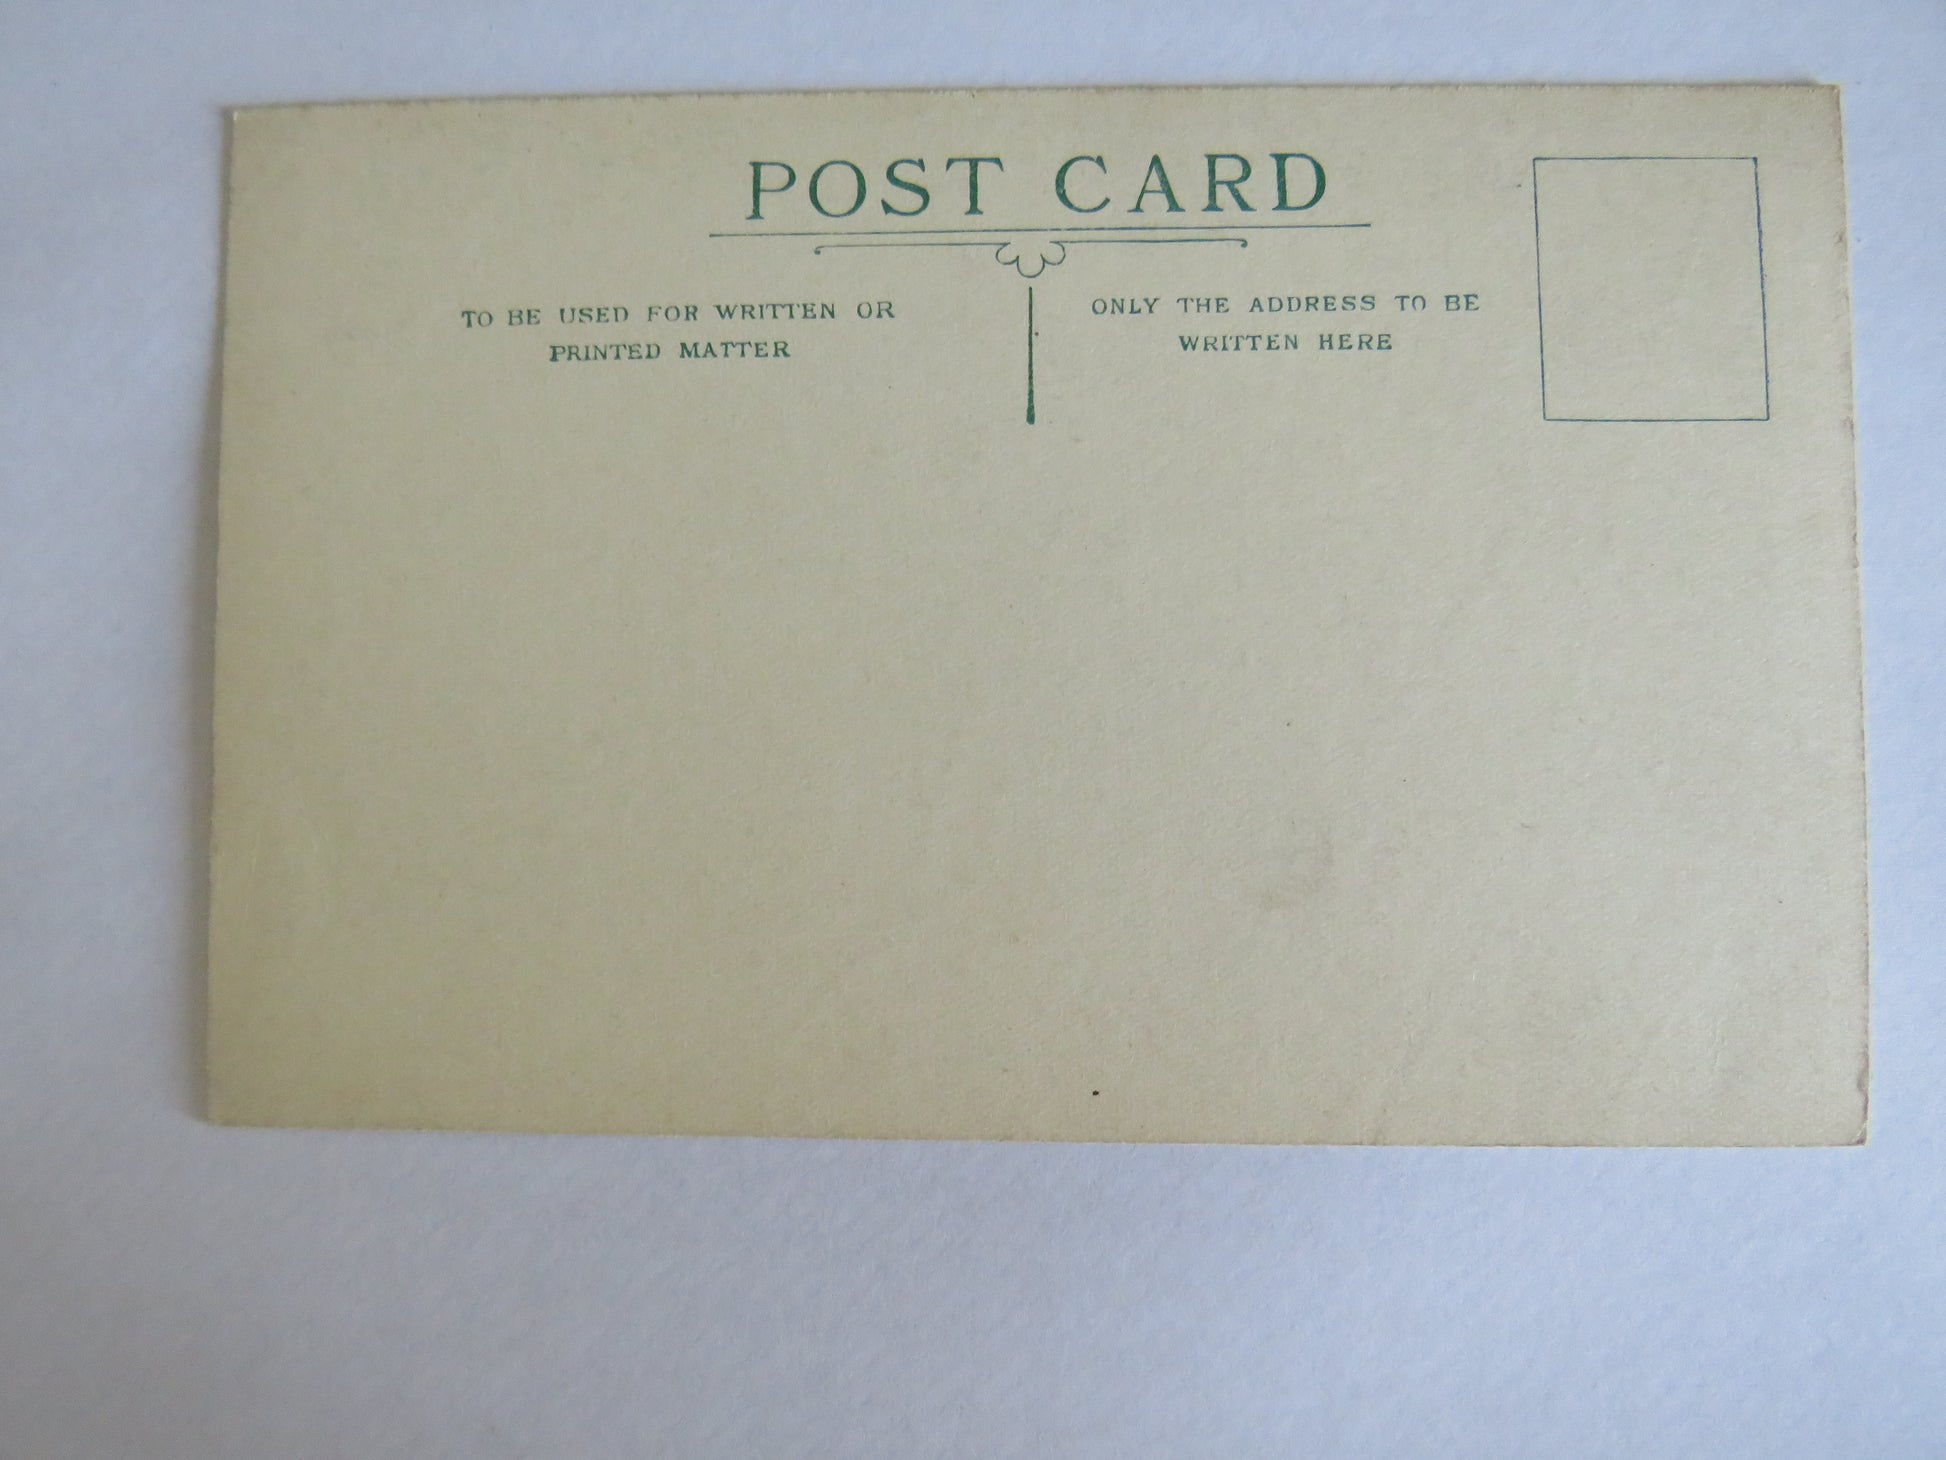 POST CARD
TO BE USED FOR WRITTEN OR
PRINTED MATTER
ONLY THE ADDRESS TO BE
WRITTEN HERE